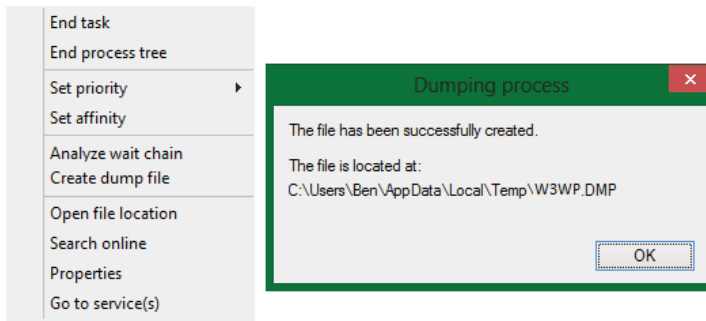 End task
End process tree
Set priority
Set affinity
Analyze wait chain
Create dump file
Open file location
Search online
Properties
Go to service(s)
Dumping process
The file has been successfully created.
The file is located at:
C:\Users\Ben\AppData\Local\Temp\W3WP.DMP
OK